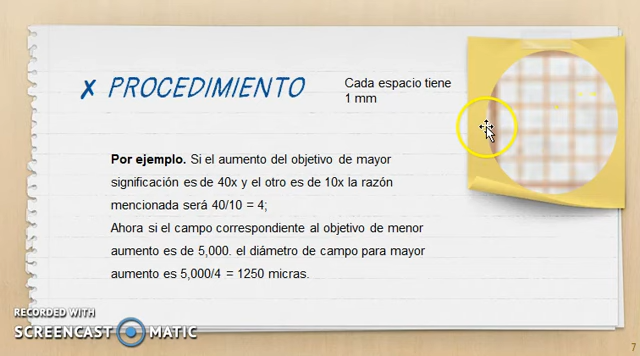 ✗ PROCEDIMIENTO
Cada espacio tiene
1 mm
Por ejemplo. Si el aumento del objetivo de mayor
significación es de 40x y el otro es de 10x la razón
mencionada será 40/10 = 4;
Ahora si el campo correspondiente al objetivo de menor
aumento es de 5,000. el diámetro de campo para mayor
aumento es 5,000/4 = 1250 micras.
RECORDED WITH
SCREENCAST MATIC
7